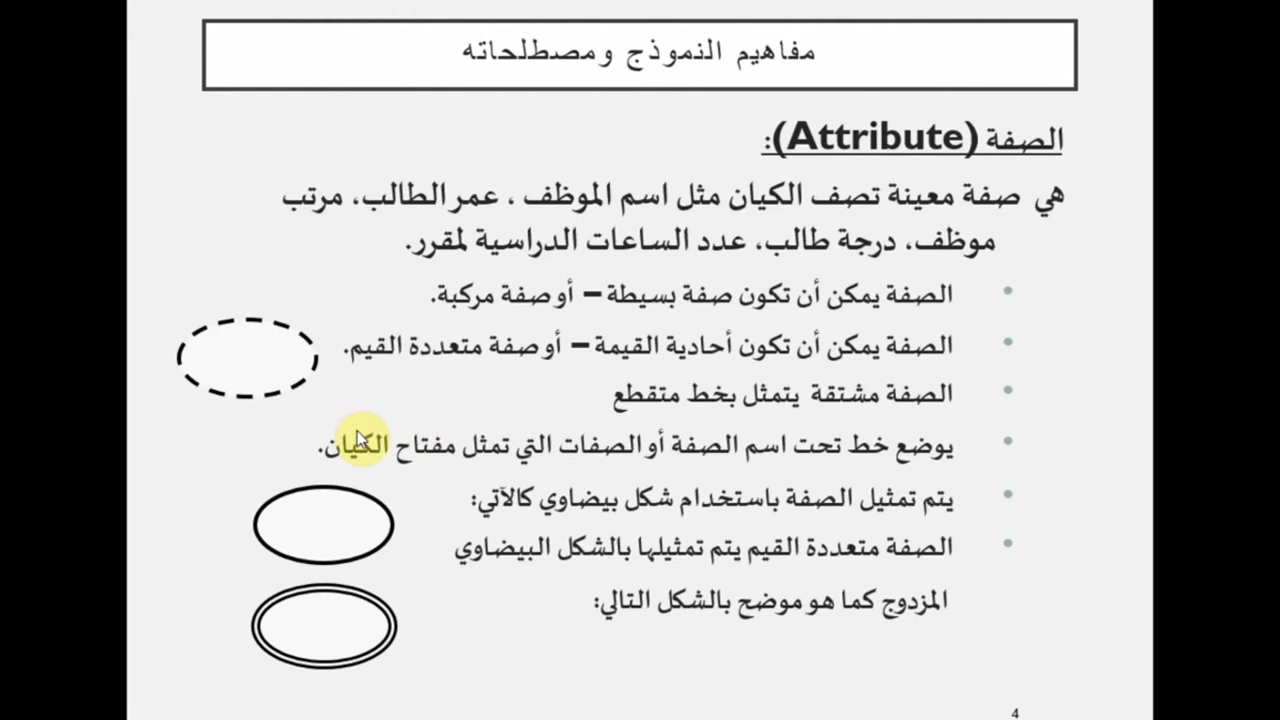 مفاهيم النموذج ومصطلحاته
الصفة (Attribute):
هي صفة معينة تصف الكيان مثل اسم الموظف ، عمر الطالب، مرتب
موظف، درجة طالب، عدد الساعات الدراسية لمقرر.
• الصفة يمكن أن تكون صفة بسيطة – أو صفة مركبة.
• الصفة يمكن أن تكون أحادية القيمة – أو صفة متعددة القيم.
• الصفة مشتقة يتمثل بخط متقطع
• يوضع خط تحت اسم الصفة أو الصفات التي تمثل مفتاح الكيان.
• يتم تمثيل الصفة باستخدام شكل بيضاوي كالآتي:
• الصفة متعددة القيم يتم تمثيلها بالشكل البيضاوي
المزدوج كما هو موضح بالشكل التالي:
4